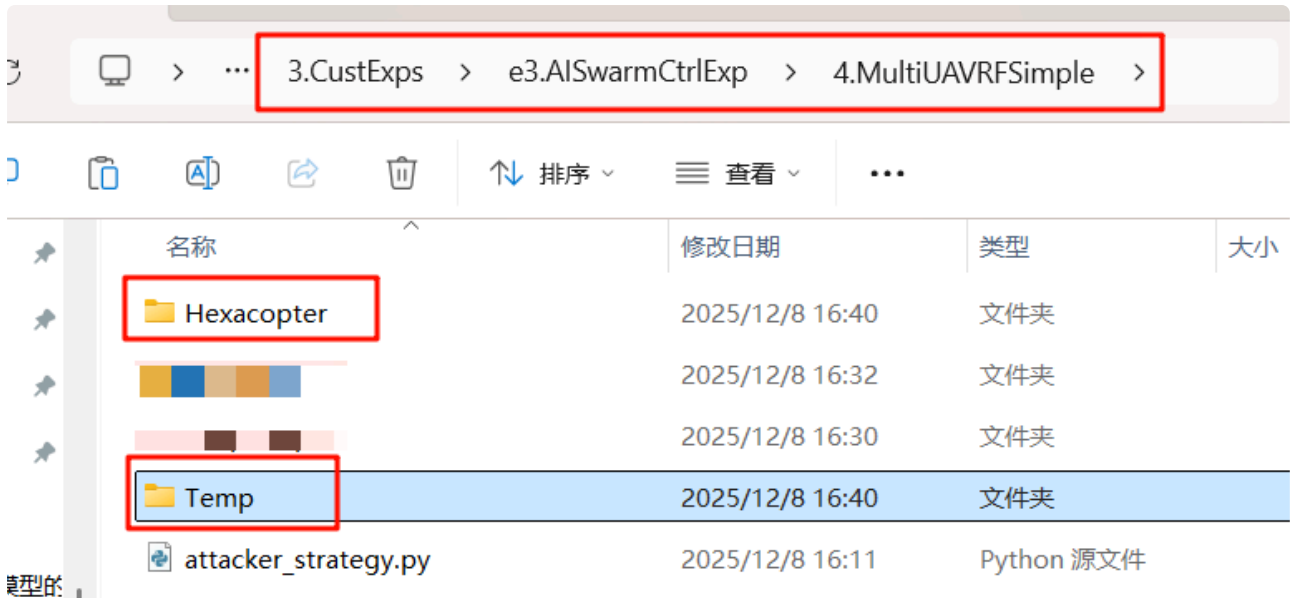 ... 3.CustExps > e3.AISwarmCtrlExp > 4.MultiUAVRFSimple >
排序 查看 ...
名称 修改日期 类型 大小
Hexacopter 2025/12/8 16:40 文件夹
2025/12/8 16:32 文件夹
2025/12/8 16:30 文件夹
Temp 2025/12/8 16:40 文件夹
attacker_strategy.py 2025/12/8 16:11 Python 源文件
模型的